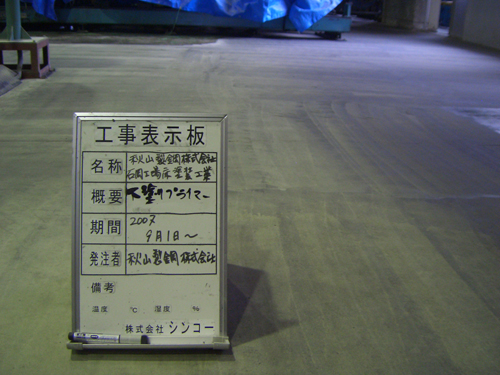 工事表示板
名称 秋山製鋼株式会社
石岡工場床塗装工事
概要 下塗りプライマー
期間 2007
9月1日～
発注者 秋山製鋼株式会社
備考
温度 ℃ 湿度 %
株式会社 シンコー